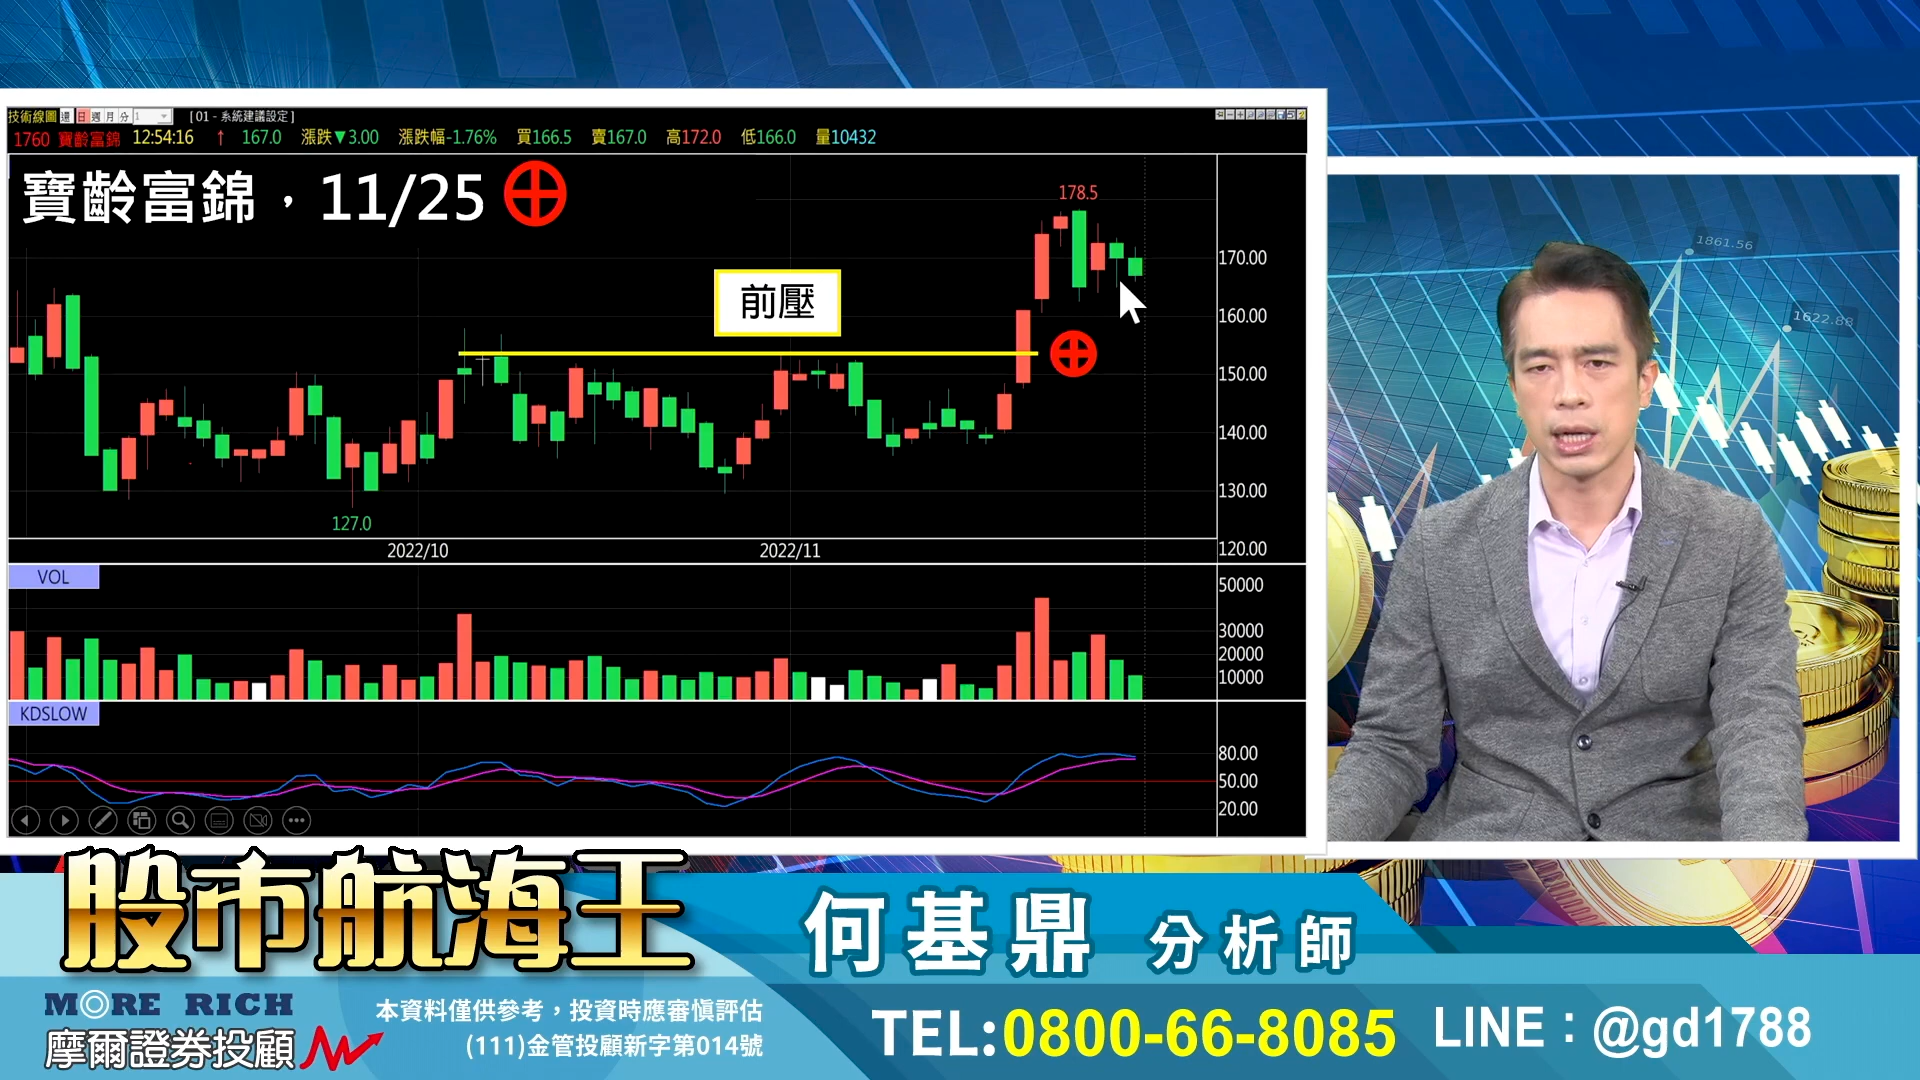 技術線圖 還 日 週 月 分 1 [ 01 - 系統建議設定 ]
1760 寶齡富錦 12:54:16 ↑ 167.0 漲跌▼3.00 漲跌幅-1.76% 買166.5 賣167.0 高172.0 低166.0 量10432
寶齡富錦，11/25
178.5
前壓
127.0
170.00
160.00
150.00
140.00
130.00
120.00
2022/10 2022/11
VOL
50000
30000
20000
10000
KDSLOW
80.00
50.00
20.00
1861.56
1622.88
股市航海王
MORE RICH
摩爾證券投顧
本資料僅供參考，投資時應審慎評估
(111)金管投顧新字第014號
何基鼎 分析師
TEL:0800-66-8085
LINE：@gd1788